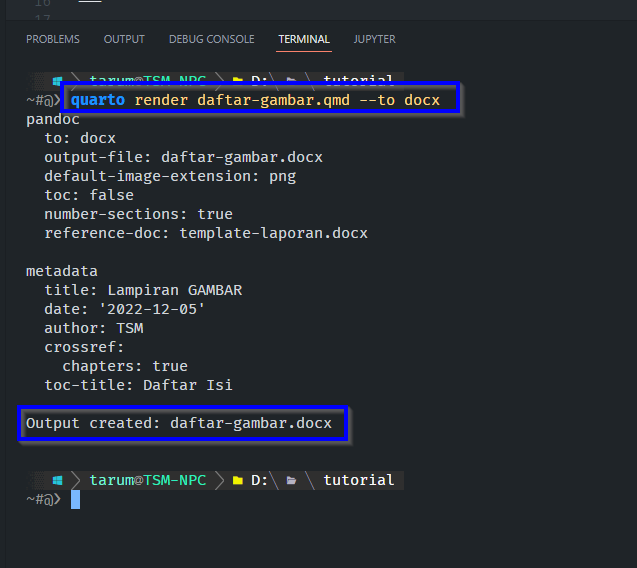 16
17
PROBLEMS OUTPUT DEBUG CONSOLE TERMINAL JUPYTER
tarum@TSM-NPC D:\ tutorial
~#@❯ quarto render daftar-gambar.qmd --to docx
pandoc
  to: docx
  output-file: daftar-gambar.docx
  default-image-extension: png
  toc: false
  number-sections: true
  reference-doc: template-laporan.docx
metadata
  title: Lampiran GAMBAR
  date: '2022-12-05'
  author: TSM
  crossref:
    chapters: true
  toc-title: Daftar Isi
Output created: daftar-gambar.docx
tarum@TSM-NPC D:\ tutorial
~#@❯